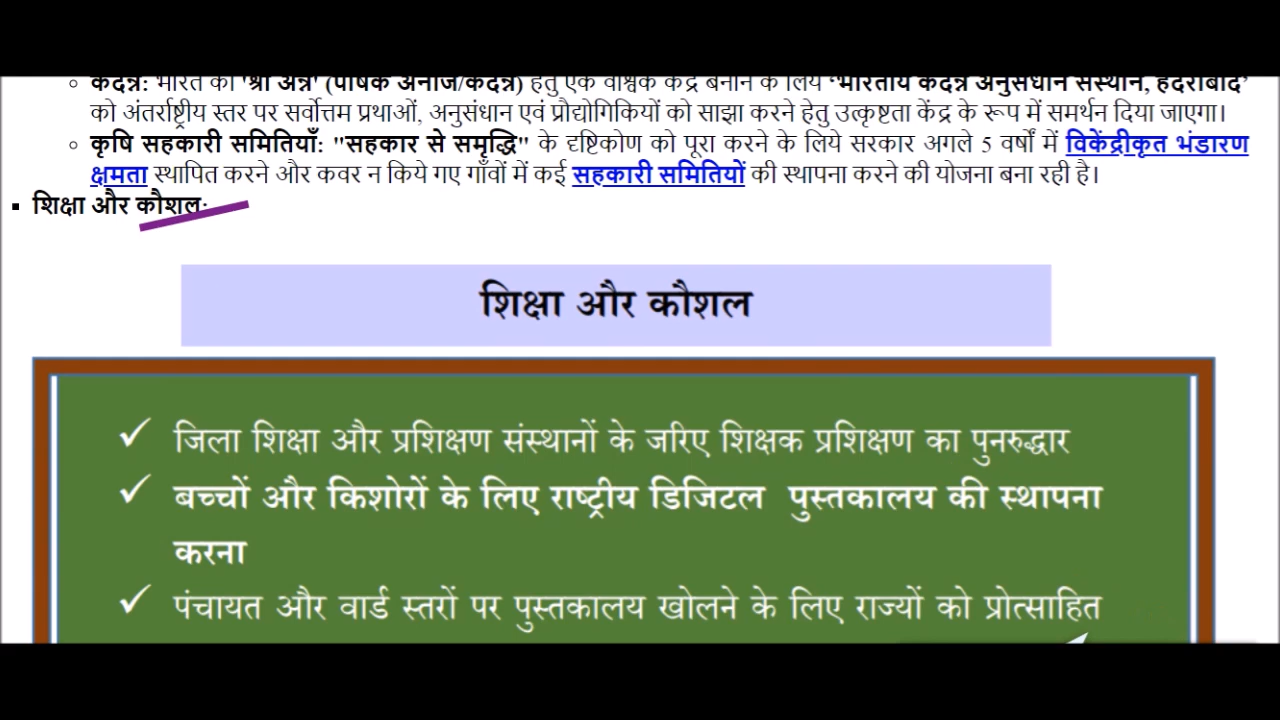 कदन्न: भारत को 'श्री अन्न' (पोषक अनाज/कदन्न) हेतु एक वैश्विक केंद्र बनाने के लिये 'भारतीय कदन्न अनुसंधान संस्थान, हैदराबाद'
को अंतर्राष्ट्रीय स्तर पर सर्वोत्तम प्रथाओं, अनुसंधान एवं प्रौद्योगिकियों को साझा करने हेतु उत्कृष्टता केंद्र के रूप में समर्थन दिया जाएगा।
कृषि सहकारी समितियाँ: "सहकार से समृद्धि" के दृष्टिकोण को पूरा करने के लिये सरकार अगले 5 वर्षों में विकेंद्रीकृत भंडारण
क्षमता स्थापित करने और कवर न किये गए गाँवों में कई सहकारी समितियों की स्थापना करने की योजना बना रही है।
शिक्षा और कौशल:
शिक्षा और कौशल
✓ जिला शिक्षा और प्रशिक्षण संस्थानों के जरिए शिक्षक प्रशिक्षण का पुनरुद्धार
✓ बच्चों और किशोरों के लिए राष्ट्रीय डिजिटल पुस्तकालय की स्थापना
करना
✓ पंचायत और वार्ड स्तरों पर पुस्तकालय खोलने के लिए राज्यों को प्रोत्साहित